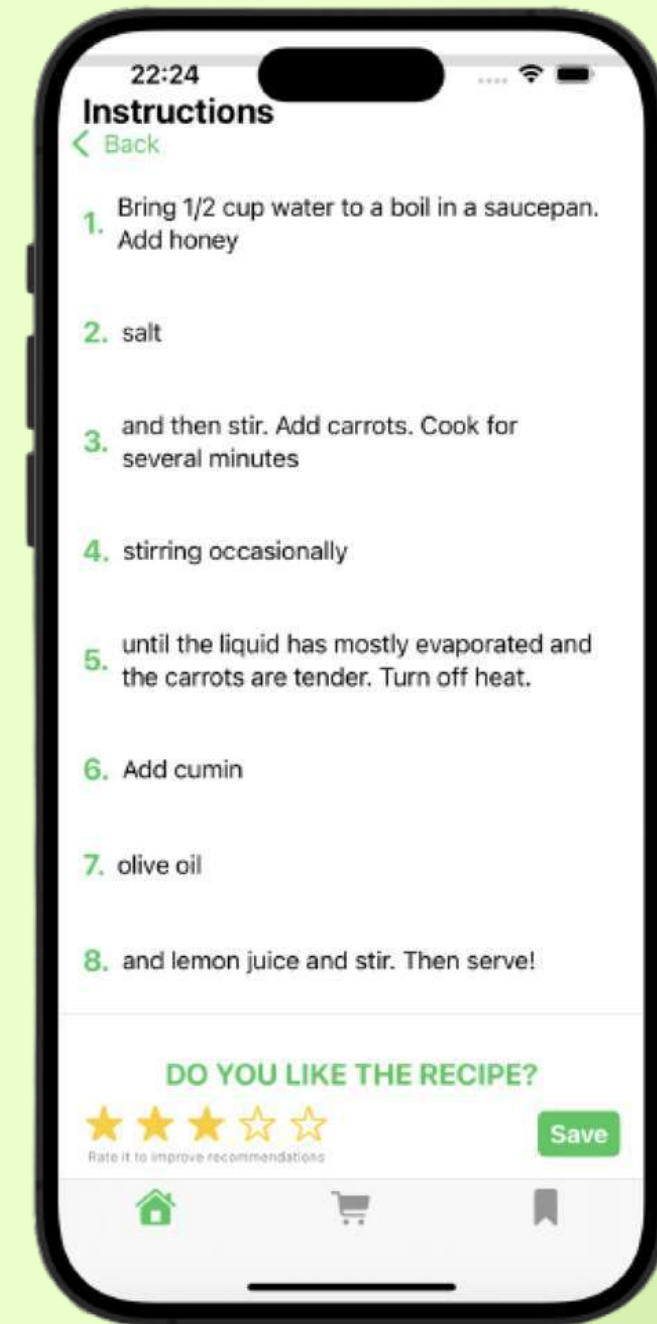 22:24
Instructions
Back
1. Bring 1/2 cup water to a boil in a saucepan.
Add honey
2. salt
3. and then stir. Add carrots. Cook for
several minutes
4. stirring occasionally
5. until the liquid has mostly evaporated and
the carrots are tender. Turn off heat.
6. Add cumin
7. olive oil
8. and lemon juice and stir. Then serve!
DO YOU LIKE THE RECIPE?
Rate it to improve recommendations
Save